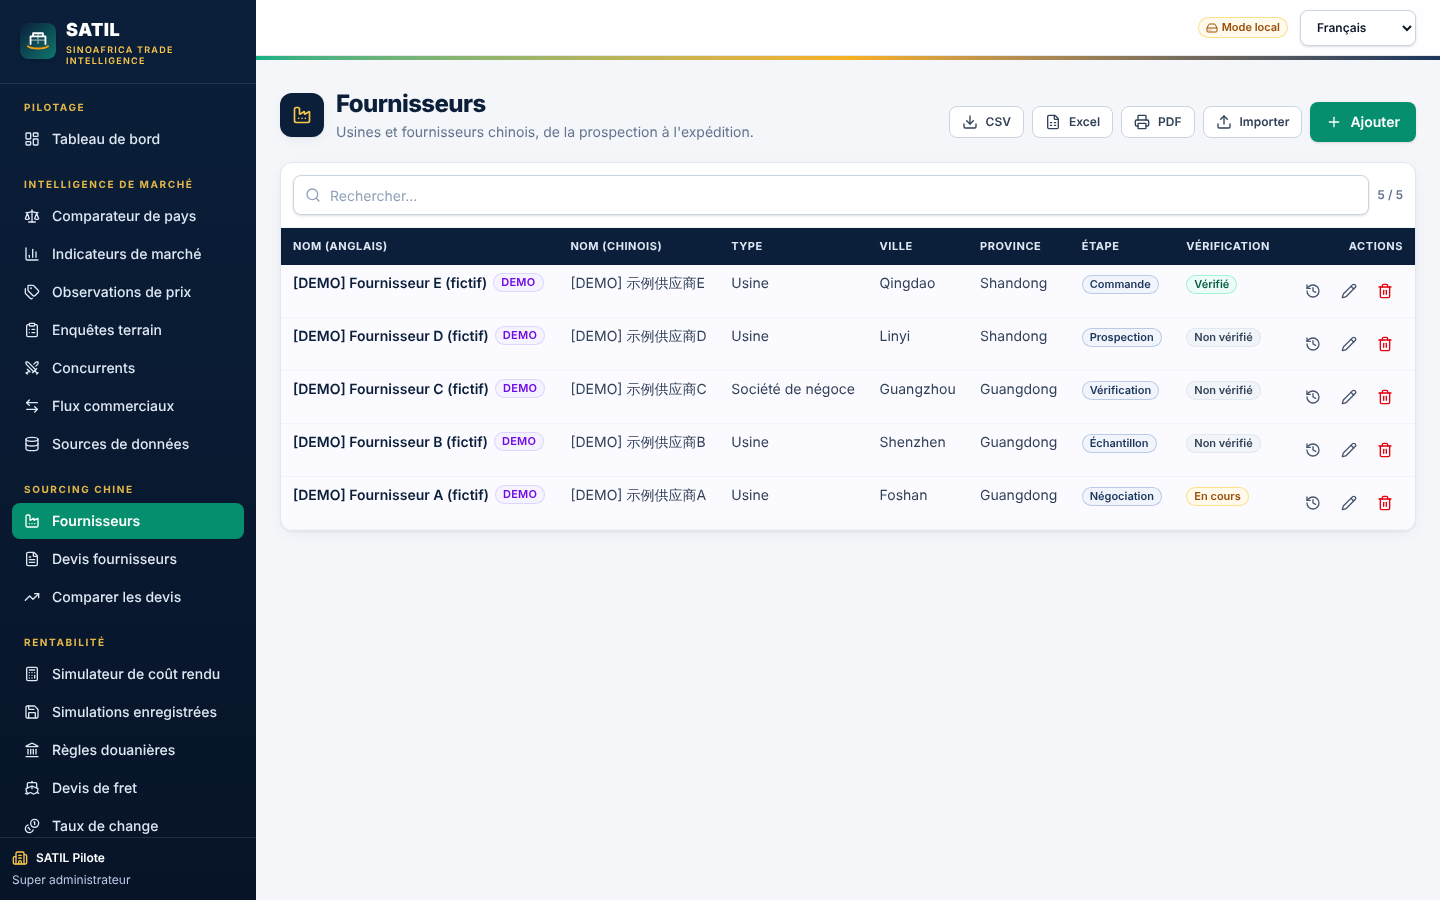 SATIL
SINOAFRICA TRADE
INTELLIGENCE
PILOTAGE
Tableau de bord
INTELLIGENCE DE MARCHÉ
Comparateur de pays
Indicateurs de marché
Observations de prix
Enquêtes terrain
Concurrents
Flux commerciaux
Sources de données
SOURCING CHINE
Fournisseurs
Devis fournisseurs
Comparer les devis
RENTABILITÉ
Simulateur de coût rendu
Simulations enregistrées
Règles douanières
Devis de fret
Taux de change
SATIL Pilote
Super administrateur
Mode local
Français
Fournisseurs
Usines et fournisseurs chinois, de la prospection à l'expédition.
CSV Excel PDF Importer Ajouter
Rechercher... 5 / 5
NOM (ANGLAIS) NOM (CHINOIS) TYPE VILLE PROVINCE ÉTAPE VÉRIFICATION ACTIONS
[DEMO] Fournisseur E (fictif) DEMO [DEMO] 示例供应商E Usine Qingdao Shandong Commande Vérifié
[DEMO] Fournisseur D (fictif) DEMO [DEMO] 示例供应商D Usine Linyi Shandong Prospection Non vérifié
[DEMO] Fournisseur C (fictif) DEMO [DEMO] 示例供应商C Société de négoce Guangzhou Guangdong Vérification Non vérifié
[DEMO] Fournisseur B (fictif) DEMO [DEMO] 示例供应商B Usine Shenzhen Guangdong Échantillon Non vérifié
[DEMO] Fournisseur A (fictif) DEMO [DEMO] 示例供应商A Usine Foshan Guangdong Négociation En cours